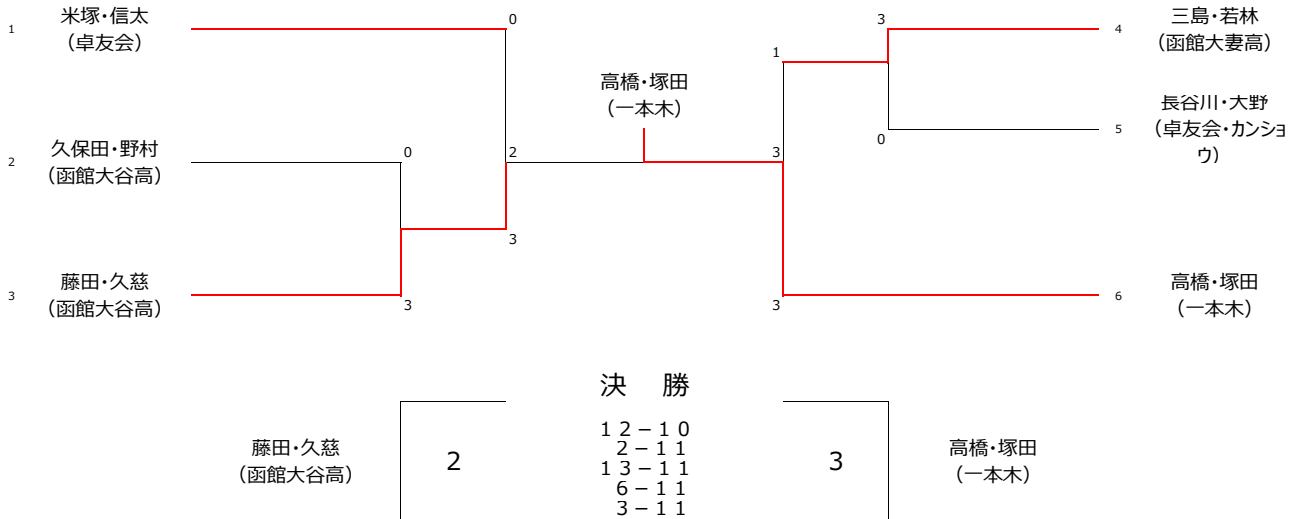 1
米塚・信太
(卓友会)
0
2
久保田・野村
(函館大谷高)
0
2
3
3
藤田・久慈
(函館大谷高)
3
高橋・塚田
(一本木)
3
1
3
0
3
三島・若林
(函館大妻高)
4
長谷川・大野
(卓友会・カンショ
ウ)
5
高橋・塚田
(一本木)
6
決 勝
藤田・久慈
(函館大谷高)
2
12-10
2-11
13-11
6-11
3-11
3
高橋・塚田
(一本木)